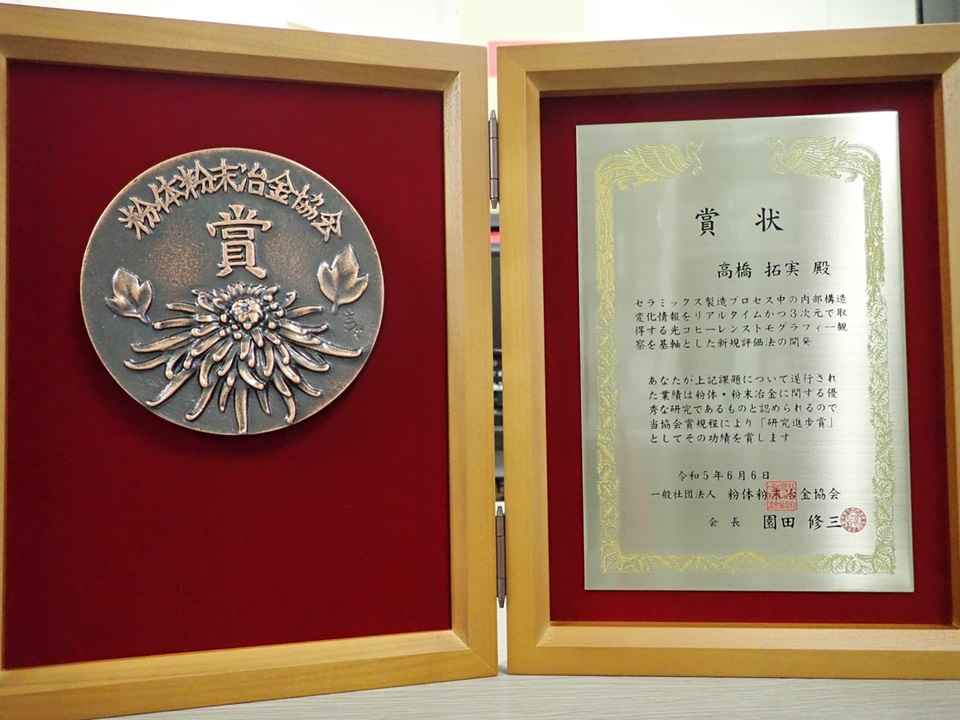 粉体粉末冶金協会
賞
賞状
高橋 拓実 殿
セラミックス製造プロセス中の内部構造
変化情報をリアルタイムかつ3次元で取
得する光コヒーレンストモグラフィー観
察を基軸とした新規評価法の開発
あなたが上記課題について遂行され
た業績は粉体・粉末冶金に関する優
秀な研究であるものと認められるので
当協会賞規程により「研究進歩賞」
としてその功績を賞します
令和5年6月6日
一般社団法人 粉体粉末冶金協会
会長 園田 修三